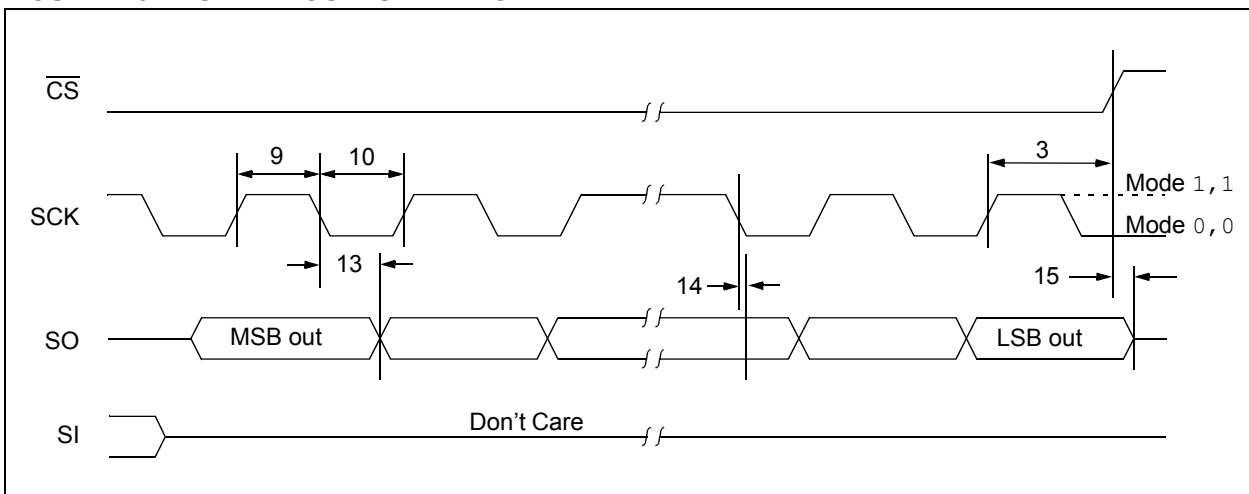 CS
9
10
3
Mode 1,1
SCK
Mode 0,0
13
14
15
SO
MSB out
LSB out
SI
Don't Care